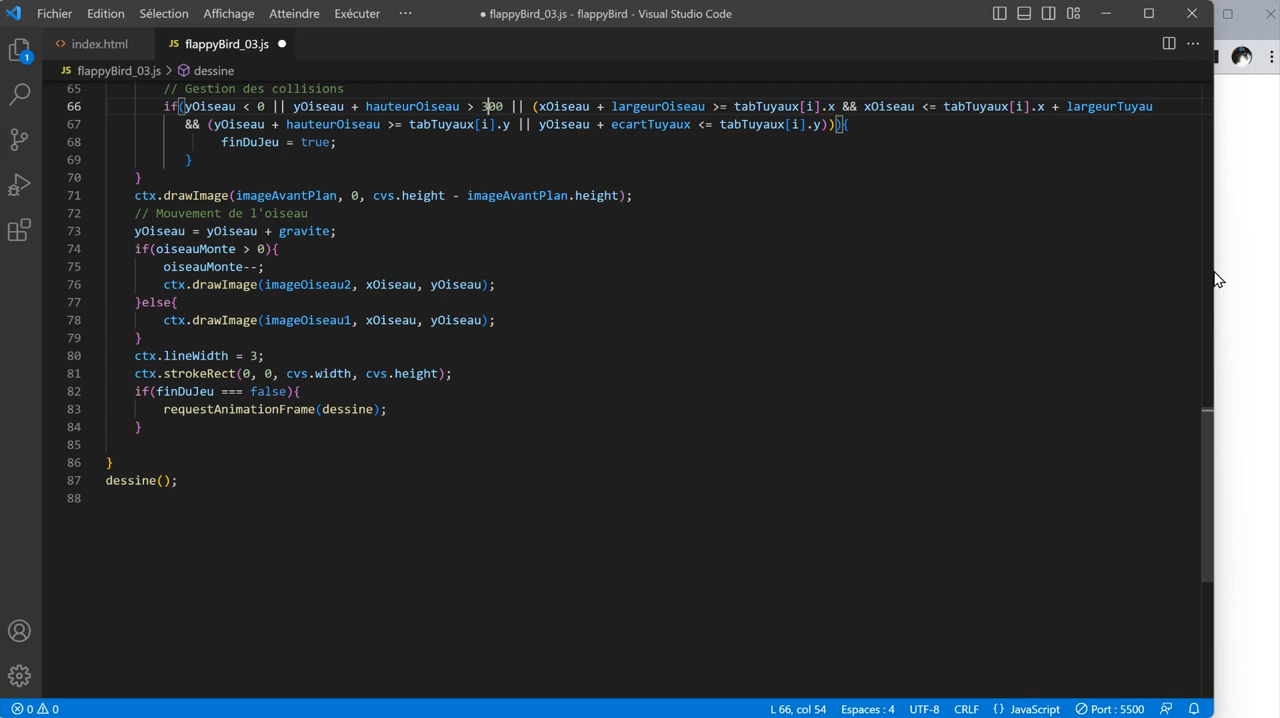 Fichier Edition Sélection Affichage Atteindre Exécuter ··· ● flappyBird_03.js - flappyBird - Visual Studio Code
<> index.html JS flappyBird_03.js ●
JS flappyBird_03.js > dessine
65 // Gestion des collisions
66 if(yOiseau < 0 || yOiseau + hauteurOiseau > 300 || (xOiseau + largeurOiseau >= tabTuyaux[i].x && xOiseau <= tabTuyaux[i].x + largeurTuyau
67 && (yOiseau + hauteurOiseau >= tabTuyaux[i].y || yOiseau + ecartTuyaux <= tabTuyaux[i].y))){
68 finDuJeu = true;
69 }
70 }
71 ctx.drawImage(imageAvantPlan, 0, cvs.height - imageAvantPlan.height);
72 // Mouvement de l'oiseau
73 yOiseau = yOiseau + gravite;
74 if(oiseauMonte > 0){
75 oiseauMonte--;
76 ctx.drawImage(imageOiseau2, xOiseau, yOiseau);
77 }else{
78 ctx.drawImage(imageOiseau1, xOiseau, yOiseau);
79 }
80 ctx.lineWidth = 3;
81 ctx.strokeRect(0, 0, cvs.width, cvs.height);
82 if(finDuJeu === false){
83 requestAnimationFrame(dessine);
84 }
85
86 }
87 dessine();
88
1
0 0 L 66, col 54 Espaces : 4 UTF-8 CRLF {} JavaScript Port : 5500